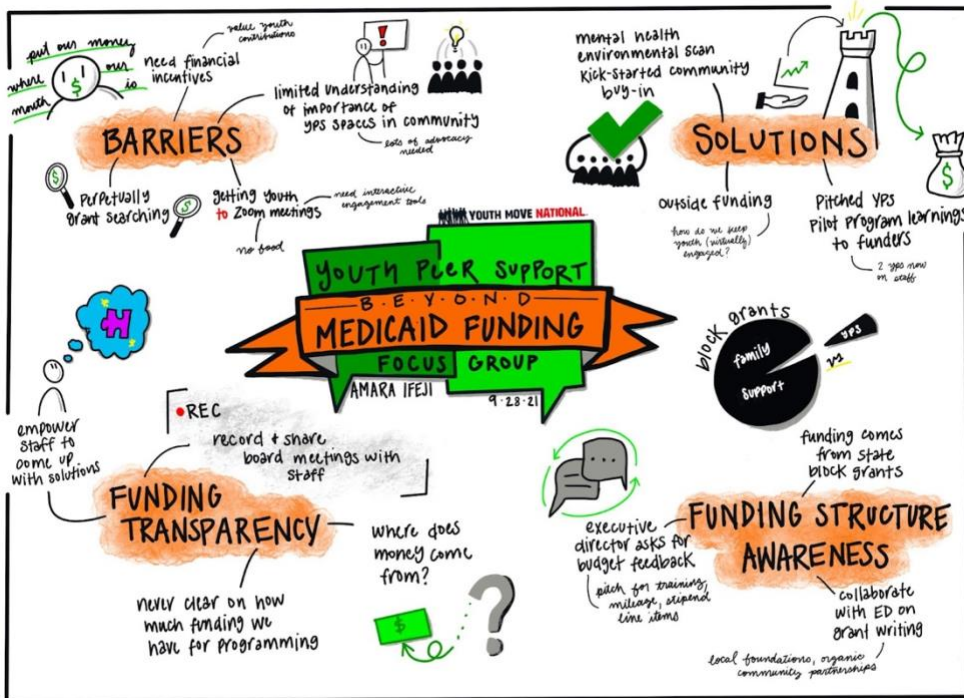 put our money
where our
mouth is
$
need financial
incentives
value youth
contributions
!
limited understanding
of importance of
YPS spaces in community
lots of advocacy
needed
BARRIERS
$
perpetually
grant searching
$
getting youth
to Zoom meetings
need interactive
engagement tools
no food
mental health
environmental scan
kick-started community
buy-in
SOLUTIONS
$
outside funding
how do we keep
youth (virtually)
engaged?
Pitched YPS
Pilot Program learnings
to funders
2 YPS now
on staff
YOUTH MOVE NATIONAL
YOUTH PEER SUPPORT
B·E·Y·O·N·D
MEDICAID FUNDING
FOCUS GROUP
AMARA IFEJI
9·28·21
empower
staff to
come up
with solutions
REC
record + share
board meetings with
staff
FUNDING
TRANSPARENCY
where does
money come
from?
$
?
never clear on how
much funding we
have for programming
block grants
family
support
YPS
vs
funding comes
from state
block grants
FUNDING STRUCTURE
AWARENESS
executive
director asks for
budget feedback
pitch for training,
mileage, stipend
line items
collaborate
with ED on
grant writing
local foundations, organic
community partnerships